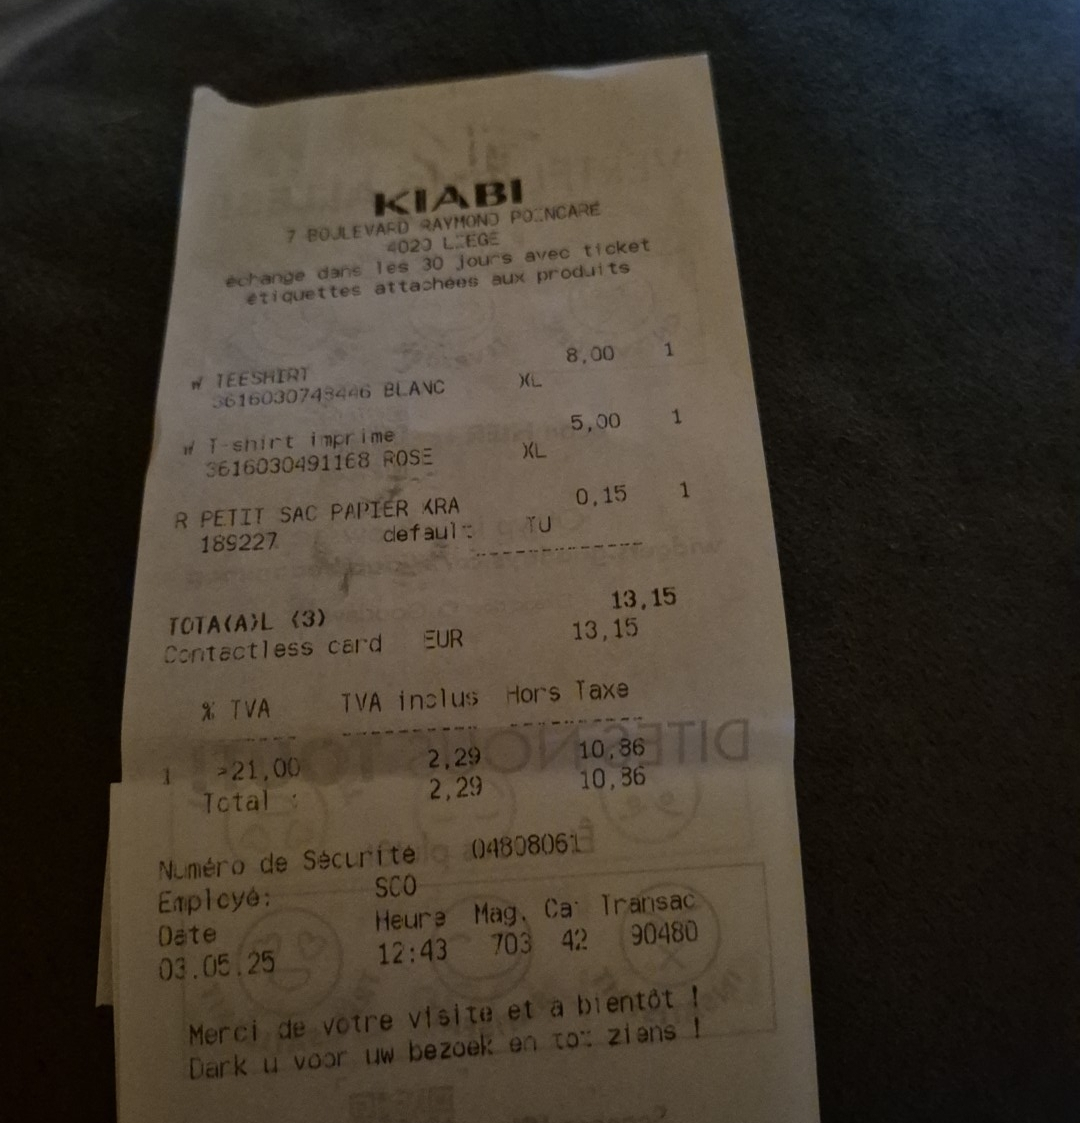 KIABI
7 BOULEVARD RAYMOND POINCARE
4020 LIEGE
échange dans les 30 jours avec ticket
étiquettes attachées aux produits
8,00 1
W TEESHIRT
BLANC XL
5,00 1
W T-shirt imprime
3616030491168 ROSE XL
0,15 1
R PETIT SAC PAPIER KRA
189227 default TU
TOTA(A)L (3) 13,15
Contactless card EUR 13,15
% TVA TVA inclus Hors Taxe
1 >21,00 2,29 10,86
Total : 2,29 10,86
Numéro de Sécurité 04808061
Employé: SCO
Date Heure Mag. Ca Transac
03.05.25 12:43 703 42 90480
Merci de votre visite et à bientôt !
Dank u voor uw bezoek en tot ziens !